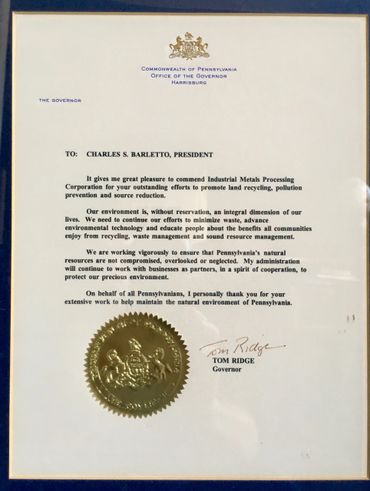 COMMONWEALTH OF PENNSYLVANIA
OFFICE OF THE GOVERNOR
HARRISBURG
THE GOVERNOR
TO: CHARLES S. BARLETTO, PRESIDENT
It gives me great pleasure to commend Industrial Metals Processing
Corporation for your outstanding efforts to promote land recycling, pollution
prevention and source reduction.
Our environment is, without reservation, an integral dimension of our
lives. We need to continue our efforts to minimize waste, advance
environmental technology and educate people about the benefits all communities
enjoy from recycling, waste management and sound resource management.
We are working vigorously to ensure that Pennsylvania's natural
resources are not compromised, overlooked or neglected. My administration
will continue to work with businesses as partners, in a spirit of cooperation, to
protect our precious environment.
On behalf of all Pennsylvanians, I personally thank you for your
extensive work to help maintain the natural environment of Pennsylvania.
Tom Ridge
TOM RIDGE
Governor